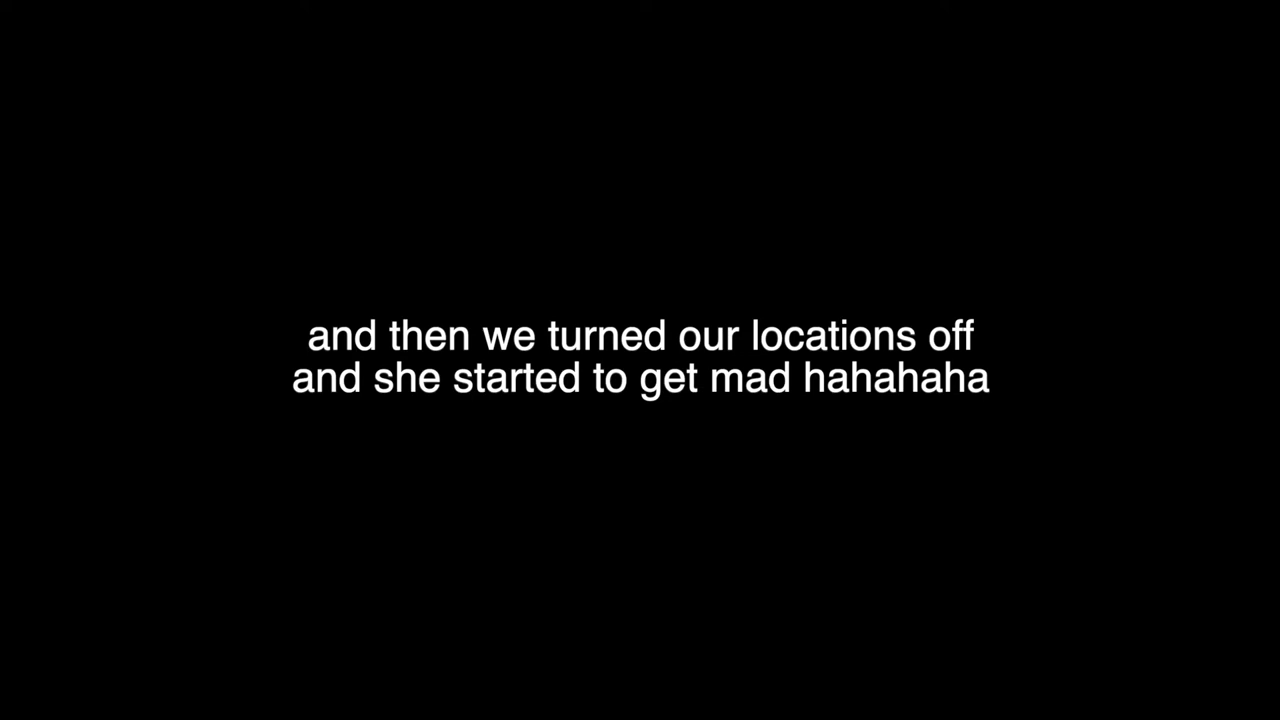 and then we turned our locations off
and she started to get mad hahahaha